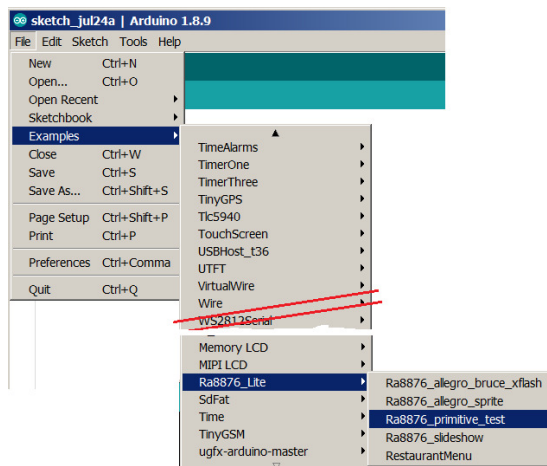 sketch_jul24a | Arduino 1.8.9
File Edit Sketch Tools Help
New Ctrl+N
Open... Ctrl+O
Open Recent
Sketchbook
Examples
Close Ctrl+W
Save Ctrl+S
Save As... Ctrl+Shift+S
Page Setup Ctrl+Shift+P
Print Ctrl+P
Preferences Ctrl+Comma
Quit Ctrl+Q
TimeAlarms
TimerOne
TimerThree
TinyGPS
Tlc5940
TouchScreen
USBHost_t36
UTFT
VirtualWire
Wire
WS2812Serial
Memory LCD
MIPI LCD
Ra8876_Lite
SdFat
Time
TinyGSM
ugfx-arduino-master
Ra8876_allegro_bruce_xflash
Ra8876_allegro_sprite
Ra8876_primitive_test
Ra8876_slideshow
RestaurantMenu